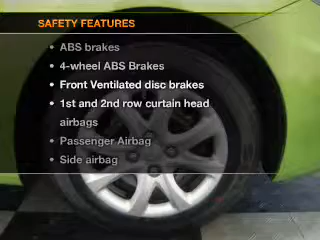 SAFETY FEATURES
• ABS brakes
• 4-wheel ABS Brakes
• Front Ventilated disc brakes
• 1st and 2nd row curtain head
airbags
• Passenger Airbag
• Side airbag